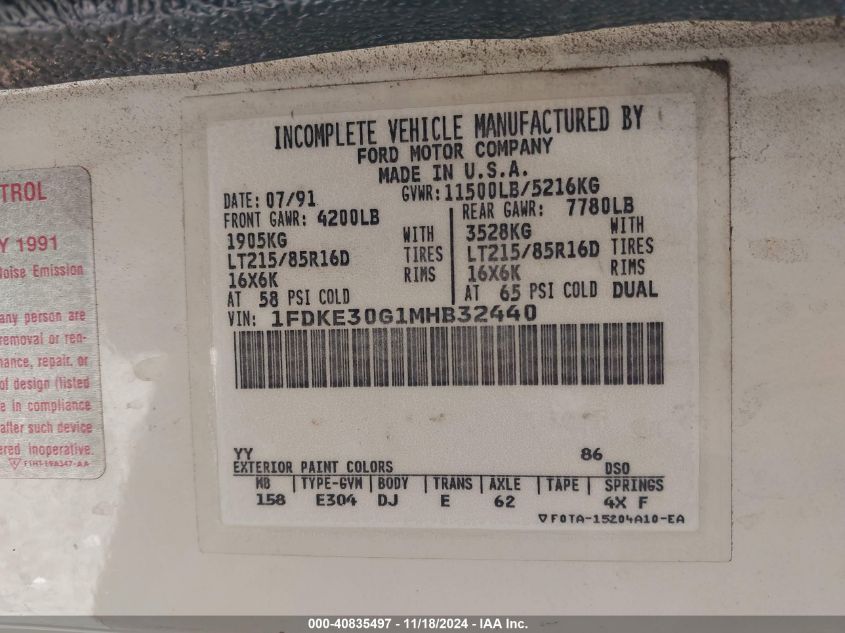 TROL
Y 1991
Noise Emission
any person are
removal or ren-
nance, repair, or
of design (listed
e in compliance
after such device
ered inoperative.
F1HT-19A347-AA
INCOMPLETE VEHICLE MANUFACTURED BY
FORD MOTOR COMPANY
MADE IN U.S.A.
DATE: 07/91 GVWR: 11500LB/5216KG
FRONT GAWR: 4200LB REAR GAWR: 7780LB
1905KG WITH 3528KG WITH
LT215/85R16D TIRES LT215/85R16D TIRES
16X6K RIMS 16X6K RIMS
AT 58 PSI COLD AT 65 PSI COLD DUAL
VIN: 1FDKE30G1MHB32440
YY 86
EXTERIOR PAINT COLORS DSO
WB TYPE-GVM BODY TRANS AXLE TAPE SPRINGS
158 E304 DJ E 62 4X F
F0TA-15204A10-EA
000-40835497 - 11/18/2024 - IAA Inc.